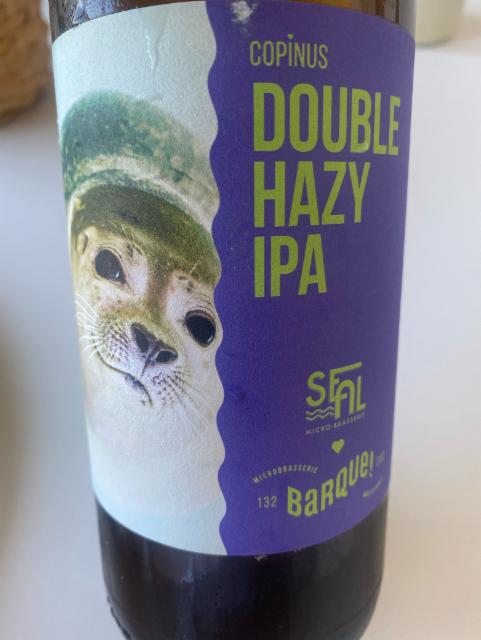 COPINUS
DOUBLE
HAZY
IPA
SEAL
MICRO-BRASSERIE
MICROBRASSERIE
132 BaRQUe!